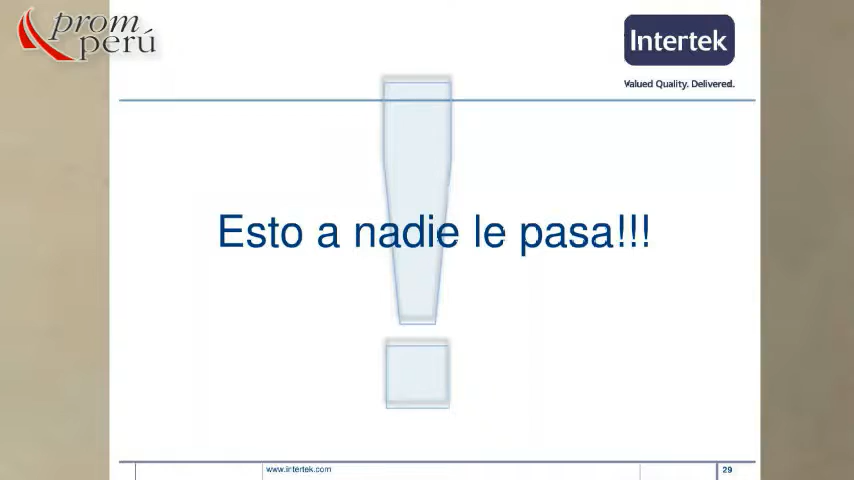 prom
perú
Intertek
Valued Quality. Delivered.
Esto a nadie le pasa!!!
www.intertek.com
29